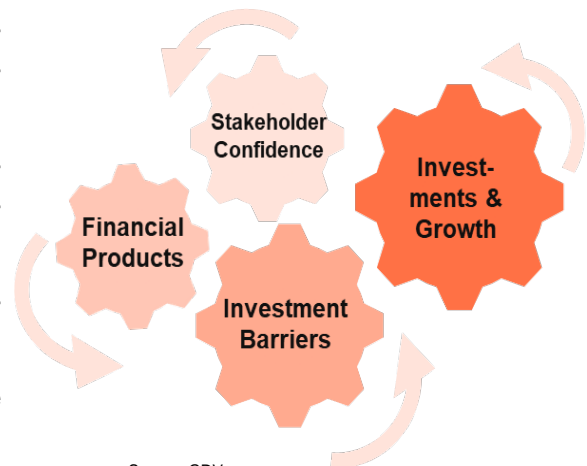 Stakeholder
Confidence
Invest-
ments &
Growth
Financial
Products
Investment
Barriers